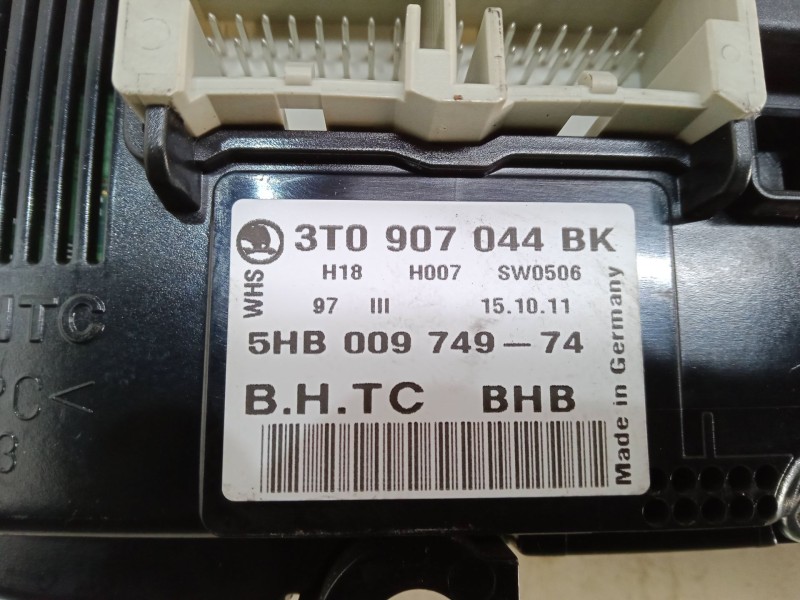 3T0 907 044 BK
H18 H007 SW0506
WHS
97 III 15.10.11
5HB 009 749-74
B.H.TC BHB
Made in Germany